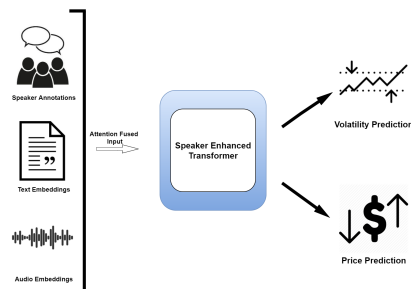 Speaker Annotations
Text Embeddings
Audio Embeddings
Attention Fused
Input
Speaker Enhanced
Transformer
Volatility Prediction
$
Price Prediction